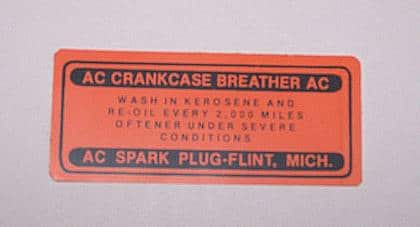 AC CRANKCASE BREATHER AC
WASH IN KEROSENE AND
RE-OIL EVERY 2,000 MILES
OFTENER UNDER SEVERE
CONDITIONS
AC SPARK PLUG-FLINT, MICH.